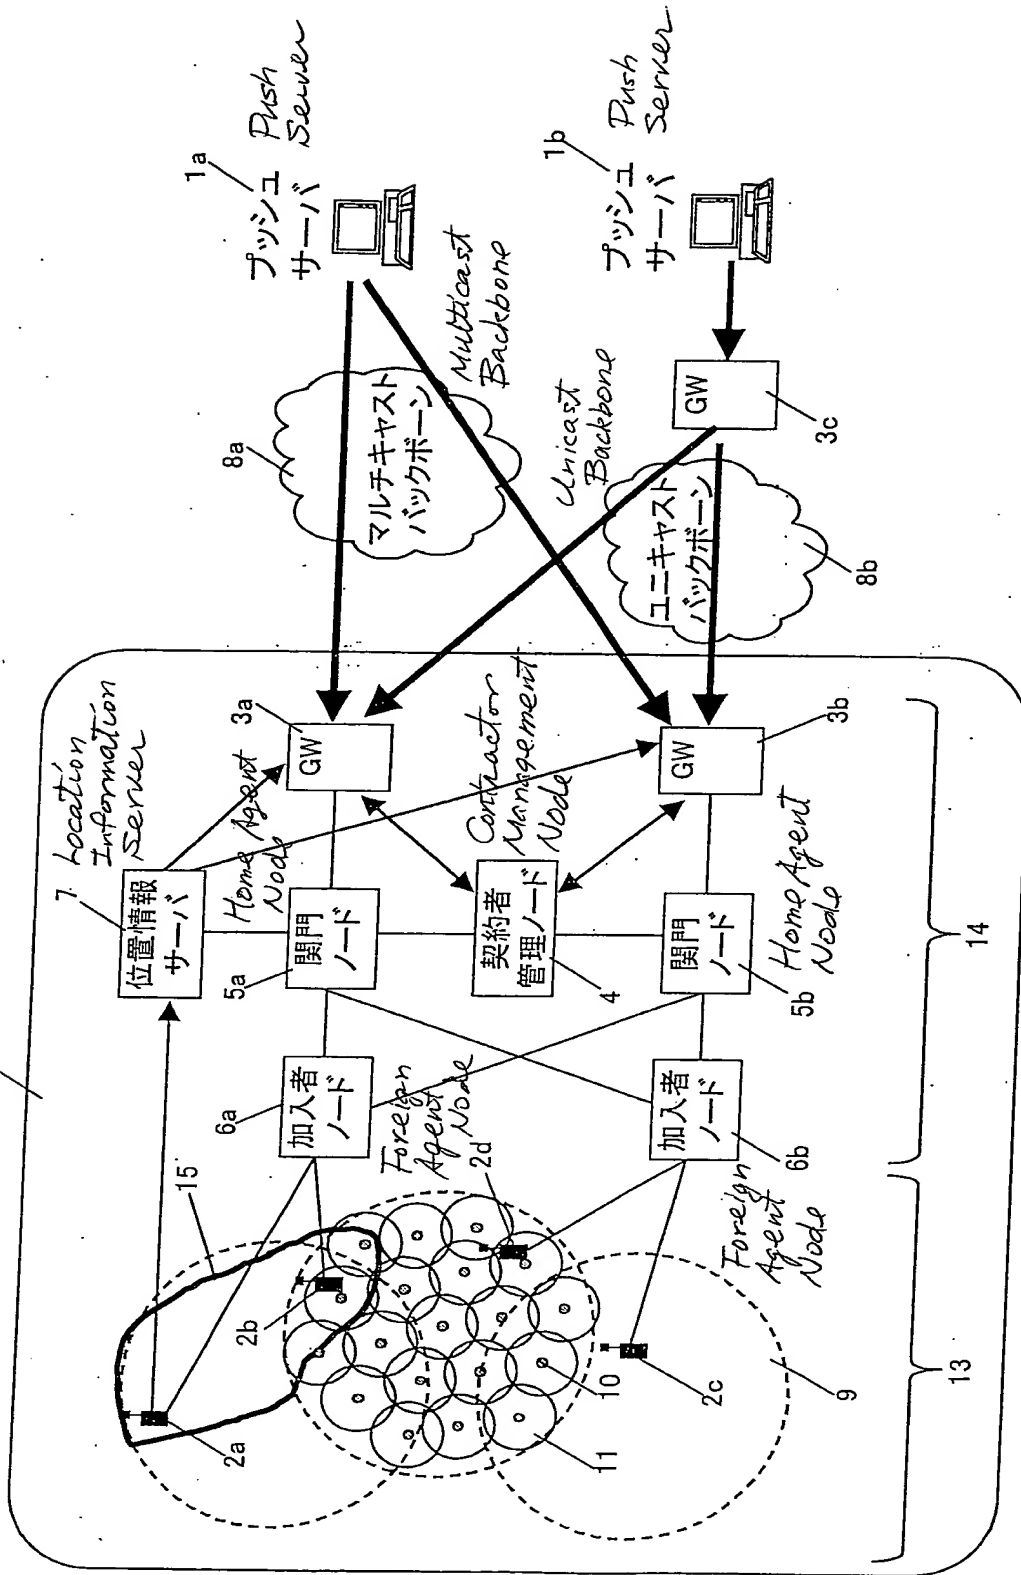 1a
プッシュ
サーバ
Push
Server
1b
プッシュ
サーバ
Push
Server
8a
マルチキャスト
バックボーン
Multicast
Backbone
GW
3c
ユニキャスト
バックボーン
Unicast
Backbone
8b
7
位置情報
サーバ
Location
Information
Server
GW
3a
GW
3b
契約者
管理ノード
4
Contractor
Management
Node
関門
ノード
5a
Home Agent
Node
関門
ノード
5b
Home Agent
Node
加入者
ノード
6a
Foreign
Agent
Node
加入者
ノード
6b
Foreign
Agent
Node
15
2a
2b
2d
2c
10
11
9
13
14